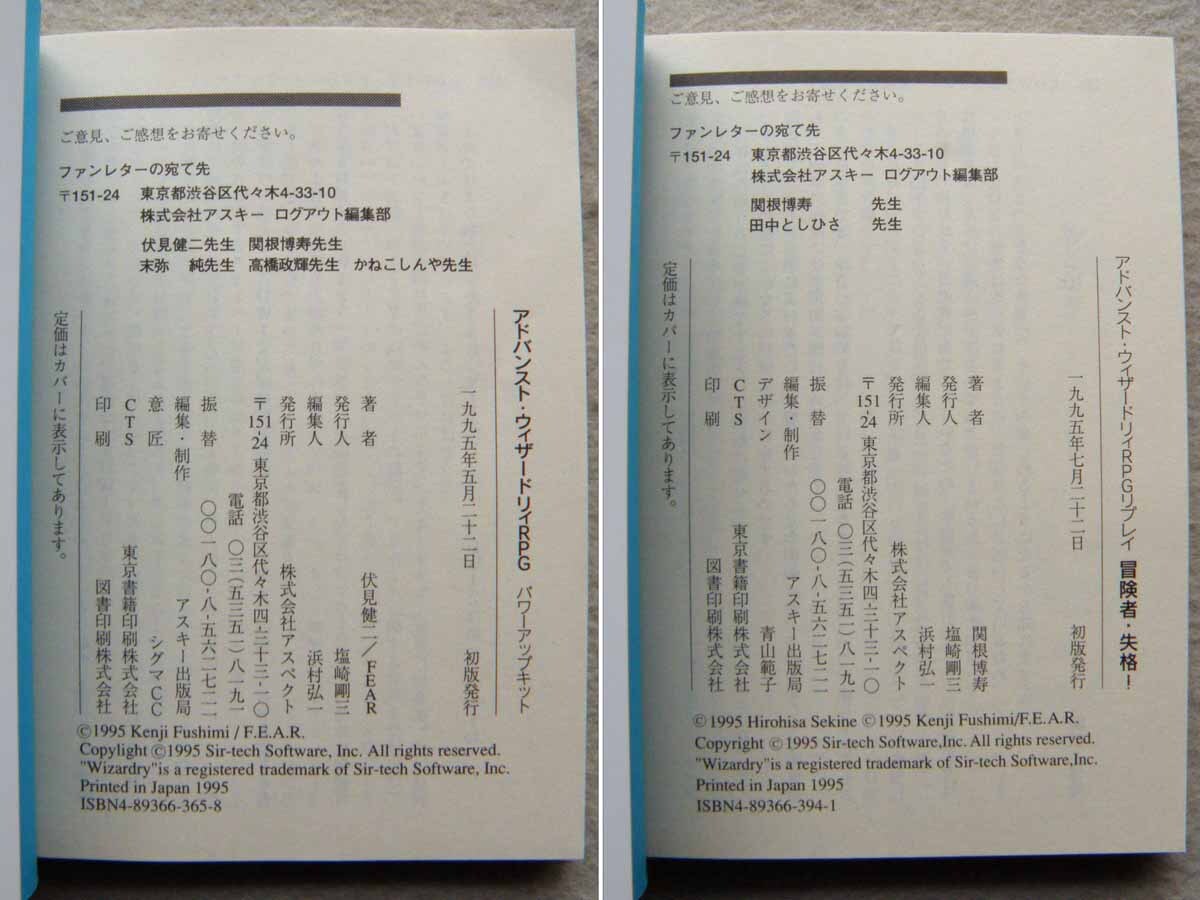 ご意見、ご感想をお寄せください。
ファンレターの宛て先
〒151-24 東京都渋谷区代々木4-33-10
株式会社アスキー ログアウト編集部
伏見健二先生 関根博寿先生
末弥 純先生 高橋政輝先生 かねこしんや先生
アドバンスト・ウィザードリィRPG パワーアップキット
一九九五年五月二十二日 初版発行
著者 伏見健二/FEAR
発行人 塩崎剛三
編集人 浜村弘一
発行所 株式会社アスペクト
〒151-24 東京都渋谷区代々木四-三十三-一〇
電話 〇三(五三五一)八一九一
振替 〇〇一八〇-八-五六二七二一
編集・制作 アスキー出版局
意匠 シグマCC
CTS 東京書籍印刷株式会社
印刷 図書印刷株式会社
定価はカバーに表示してあります。
©1995 Kenji Fushimi / F.E.A.R.
Copylight ©1995 Sir-tech Software, Inc. All rights reserved.
"Wizardry"is a registered trademark of Sir-tech Software, Inc.
Printed in Japan 1995
ISBN4-89366-365-8
ご意見、ご感想をお寄せください。
ファンレターの宛て先
〒151-24 東京都渋谷区代々木4-33-10
株式会社アスキー ログアウト編集部
関根博寿 先生
田中としひさ 先生
アドバンスト・ウィザードリィRPGリプレイ 冒険者・失格!
一九九五年七月二十二日 初版発行
著者 関根博寿
発行人 塩崎剛三
編集人 浜村弘一
発行所 株式会社アスペクト
〒151-24 東京都渋谷区代々木四-三十三-一〇
電話 〇三(五三五一)八一九一
振替 〇〇一八〇-八-五六二七二一
編集・制作 アスキー出版局
デザイン 青山範子
CTS 東京書籍印刷株式会社
印刷 図書印刷株式会社
定価はカバーに表示してあります。
©1995 Hirohisa Sekine ©1995 Kenji Fushimi/F.E.A.R.
Copyright ©1995 Sir-tech Software,Inc. All rights reserved.
"Wizardry"is a registered trademark of Sir-tech Software,Inc.
Printed in Japan 1995
ISBN4-89366-394-1